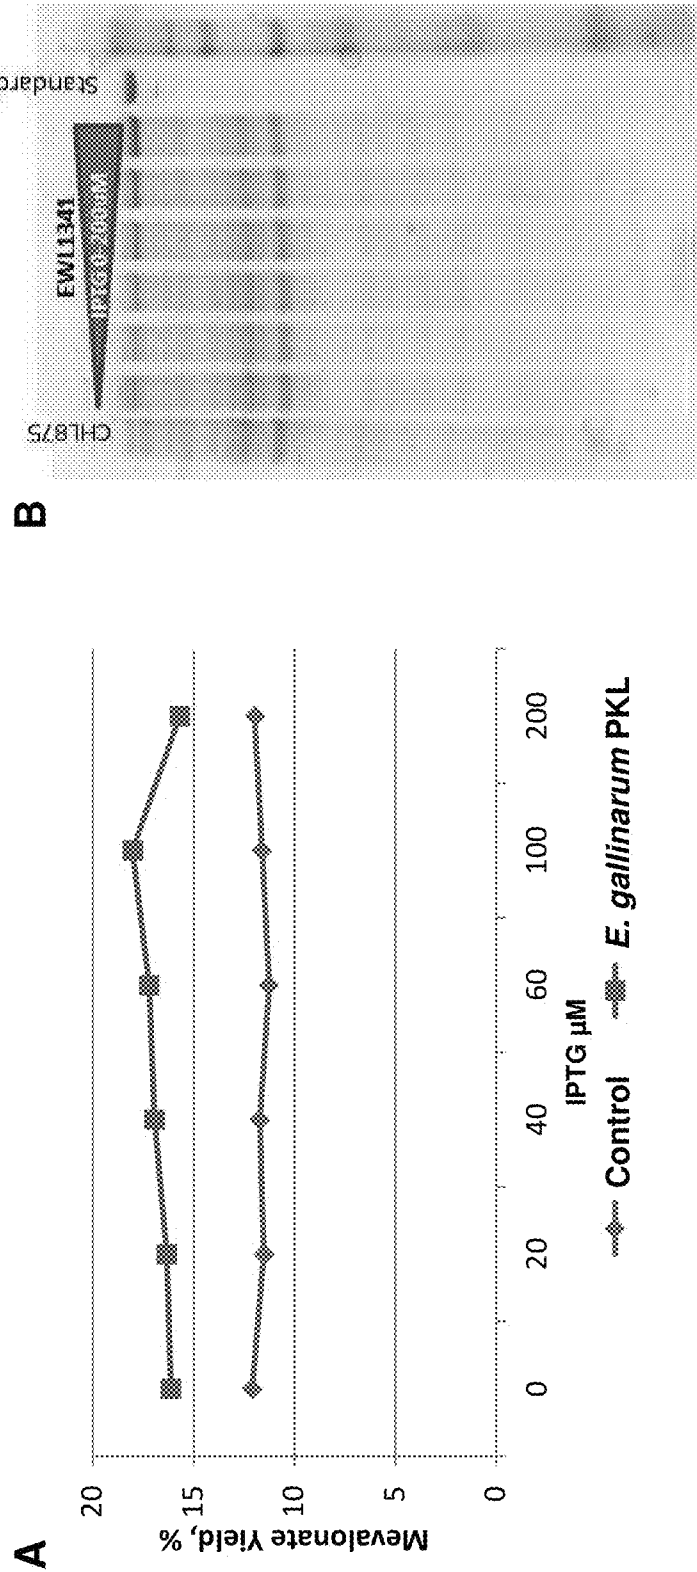 A
20
15
10
5
0
Mevalonate Yield, %
0
20
40
60
100
200
IPTG µM
Control
E. gallinarum PKL
B
CHL875
EWL1341
Standard